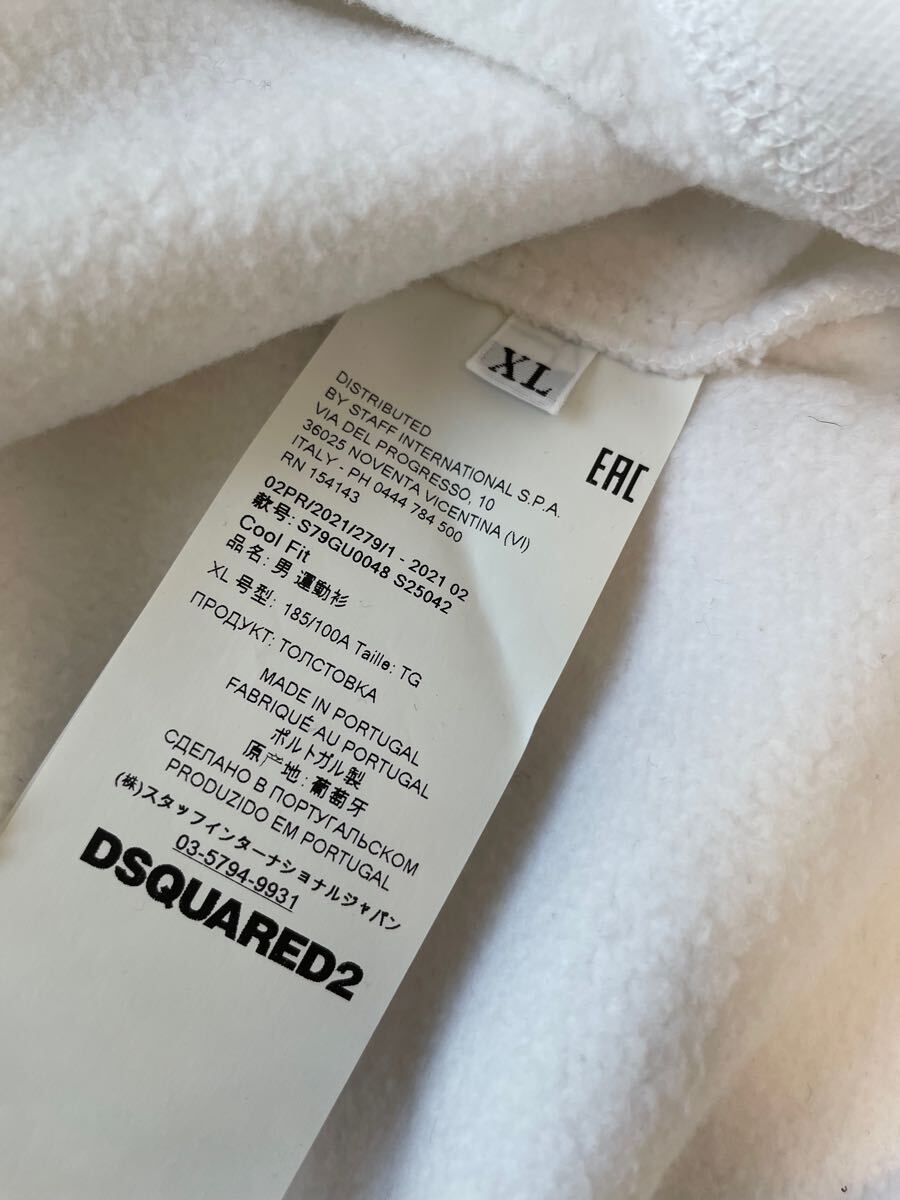 XL
EAC
DISTRIBUTED
BY STAFF INTERNATIONAL S.P.A.
VIA DEL PROGRESSO, 10
36025 NOVENTA VICENTINA (VI)
ITALY - PH 0444 784 500
RN 154143
02PR/2021/279/1 - 2021 02
款号: S79GU0048 S25042
Cool Fit
品名: 男 運動衫
XL 号型: 185/100A Taille: TG
ПРОДУКТ: ТОЛСТОВКА
MADE IN PORTUGAL
FABRIQUÉ AU PORTUGAL
ポルトガル製
原产地: 葡萄牙
СДЕЛАНО В ПОРТУГАЛЬСКОМ
PRODUZIDO EM PORTUGAL
(株)スタッフインターナショナルジャパン
03-5794-9931
DSQUARED2